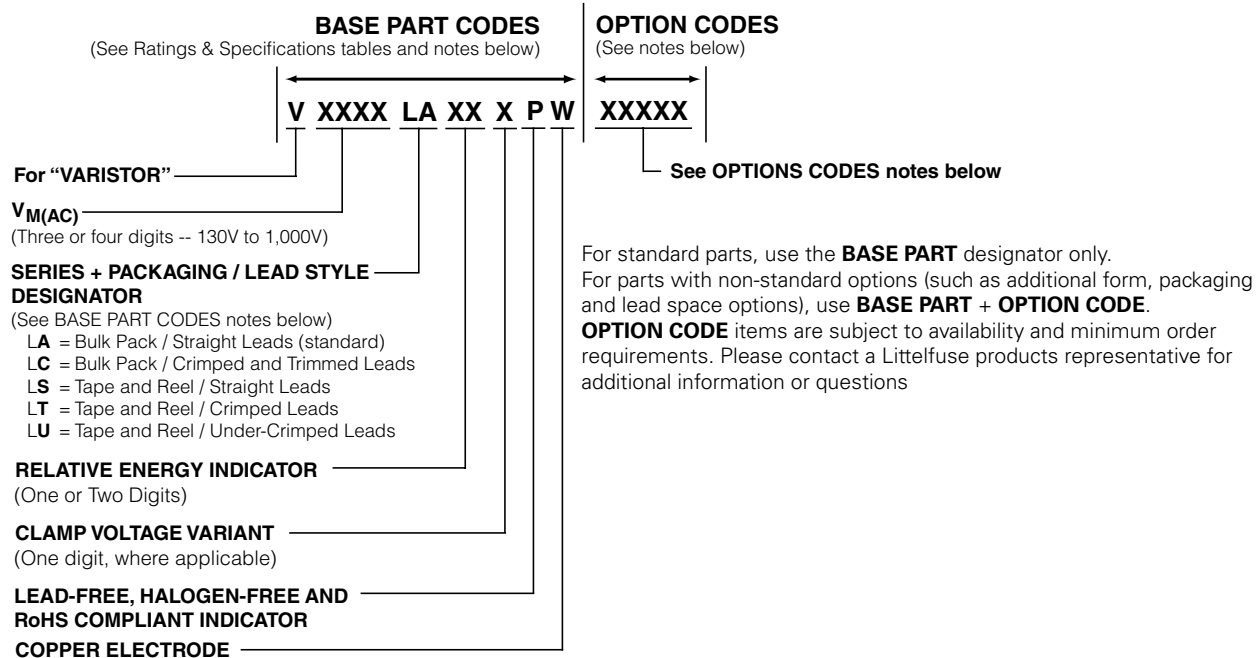 BASE PART CODES
(See Ratings & Specifications tables and notes below)
OPTION CODES
(See notes below)
V XXXX LA XX X P W XXXXX
For “VARISTOR”
See OPTIONS CODES notes below
VM(AC)
(Three or four digits -- 130V to 1,000V)
SERIES + PACKAGING / LEAD STYLE
DESIGNATOR
(See BASE PART CODES notes below)
LA = Bulk Pack / Straight Leads (standard)
LC = Bulk Pack / Crimped and Trimmed Leads
LS = Tape and Reel / Straight Leads
LT = Tape and Reel / Crimped Leads
LU = Tape and Reel / Under-Crimped Leads
RELATIVE ENERGY INDICATOR
(One or Two Digits)
CLAMP VOLTAGE VARIANT
(One digit, where applicable)
LEAD-FREE, HALOGEN-FREE AND
RoHS COMPLIANT INDICATOR
COPPER ELECTRODE
For standard parts, use the BASE PART designator only.
For parts with non-standard options (such as additional form, packaging
and lead space options), use BASE PART + OPTION CODE.
OPTION CODE items are subject to availability and minimum order
requirements. Please contact a Littelfuse products representative for
additional information or questions